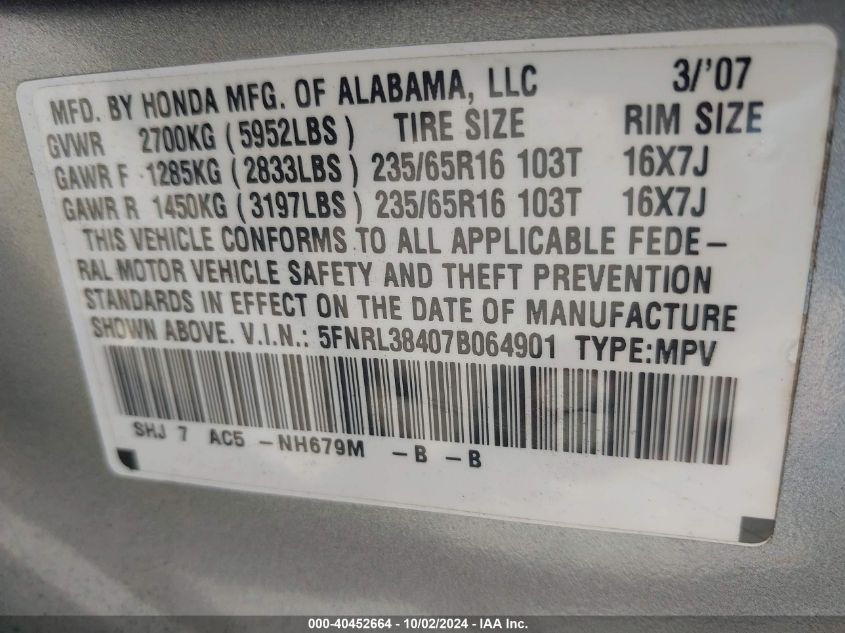 MFD. BY HONDA MFG. OF ALABAMA, LLC 3/'07
GVWR 2700KG (5952LBS) TIRE SIZE RIM SIZE
GAWR F 1285KG (2833LBS) 235/65R16 103T 16X7J
GAWR R 1450KG (3197LBS) 235/65R16 103T 16X7J
THIS VEHICLE CONFORMS TO ALL APPLICABLE FEDE-
RAL MOTOR VEHICLE SAFETY AND THEFT PREVENTION
STANDARDS IN EFFECT ON THE DATE OF MANUFACTURE
SHOWN ABOVE. V.I.N.: 5FNRL38407B064901 TYPE:MPV
SHJ 7 AC5 -NH679M -B -B
000-40452664 - 10/02/2024 - IAA Inc.